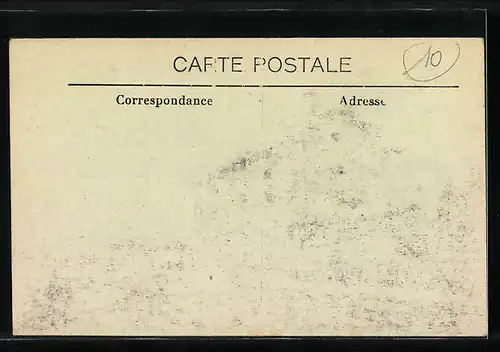 CARTE POSTALE
10
Correspondance
Adresse